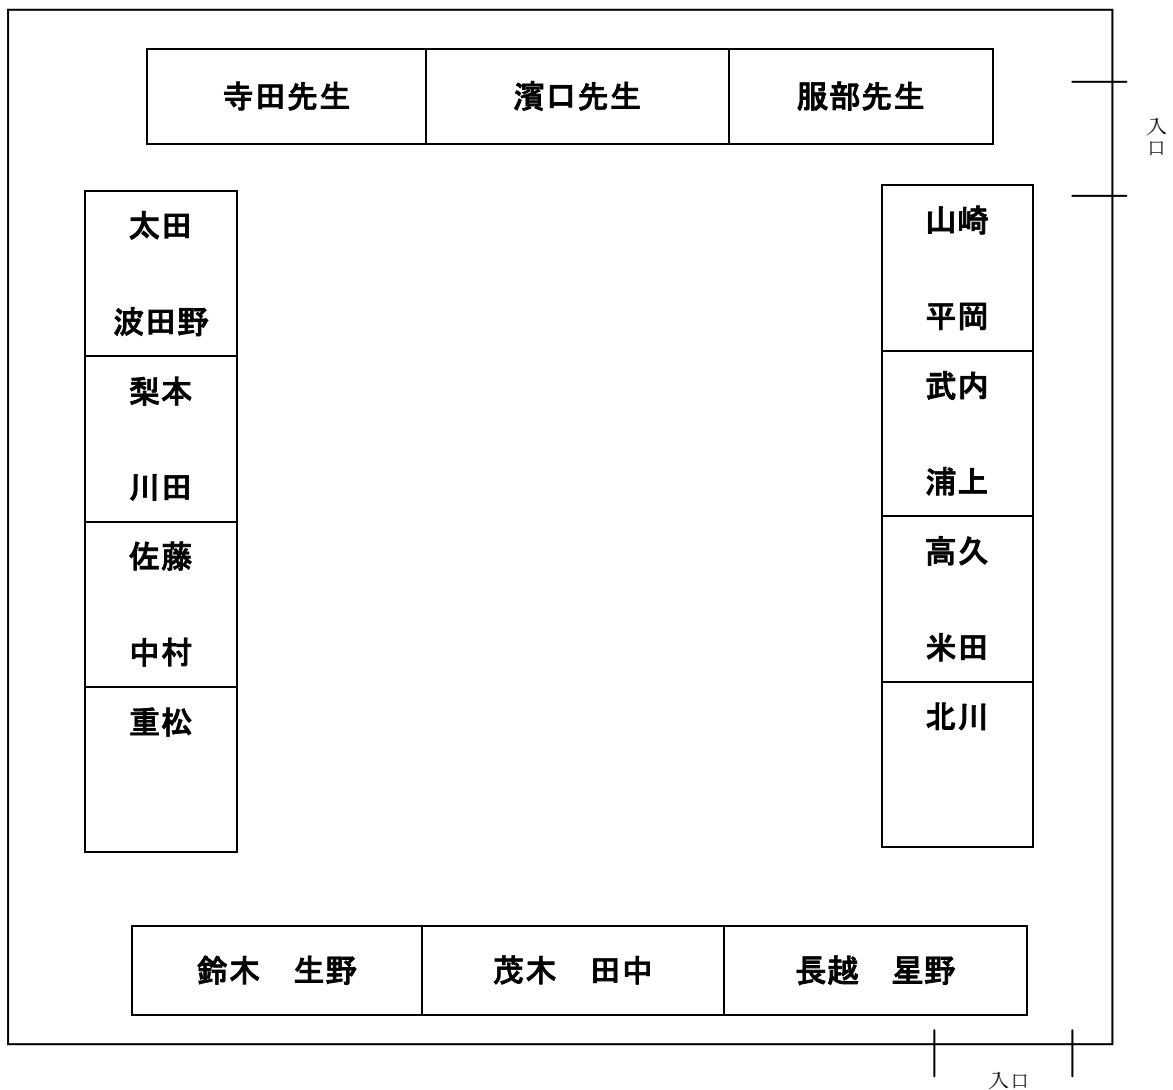 寺田先生 濱口先生 服部先生
入口
太田
波田野
梨本
川田
佐藤
中村
重松
山崎
平岡
武内
浦上
高久
米田
北川
鈴木　生野 茂木　田中 長越　星野
入口